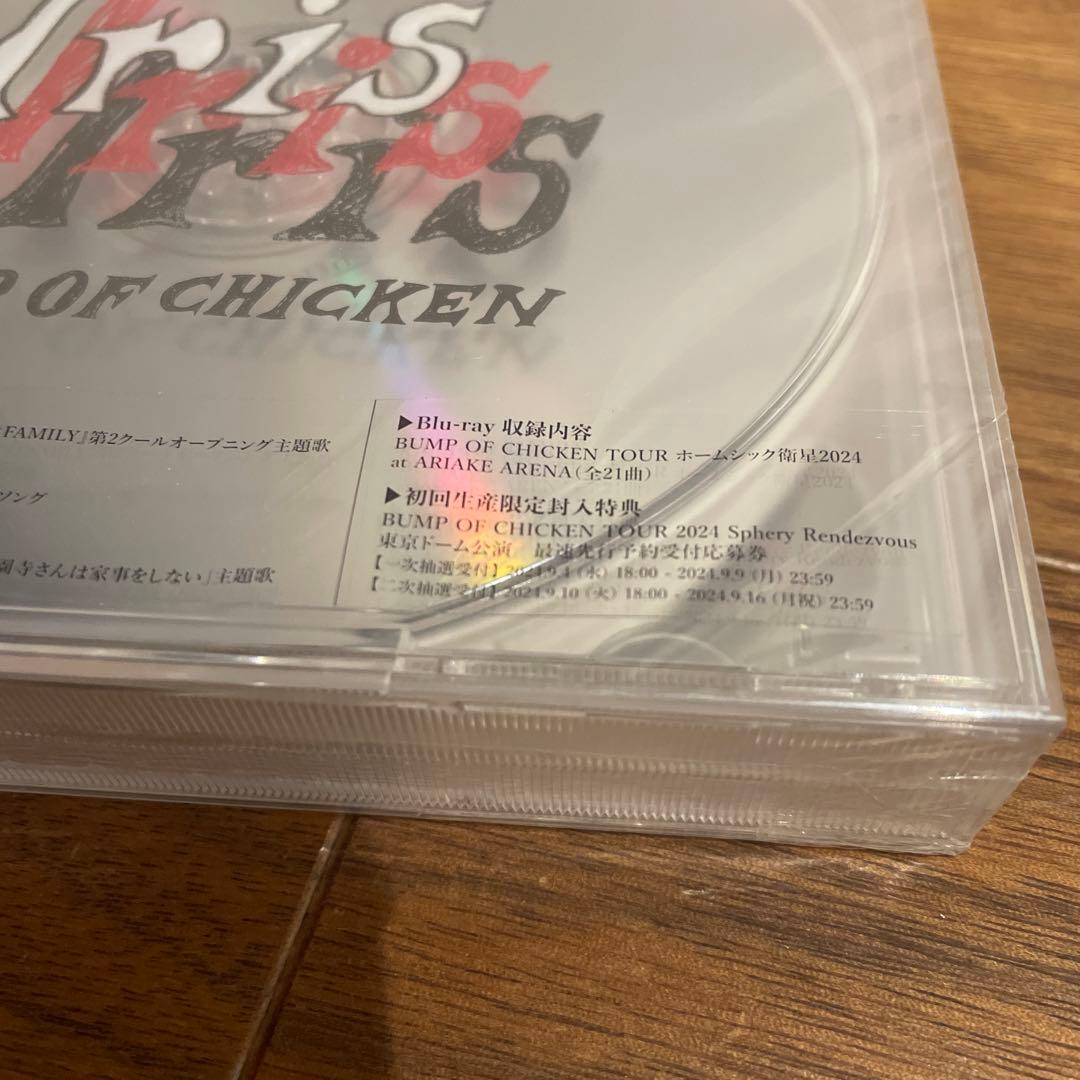 Iris
Iris
Iris
P OF CHICKEN
FAMILY』第2クールオープニング主題歌
ソング
園寺さんは家事をしない」主題歌
▶Blu-ray 収録内容
BUMP OF CHICKEN TOUR ホームシック衛星2024
at ARIAKE ARENA(全21曲)
▶初回生産限定封入特典
BUMP OF CHICKEN TOUR 2024 Sphery Rendezvous
東京ドーム公演 最速先行予約受付応募券
【一次抽選受付】2024.9.4 (水) 18:00 - 2024.9.9 (月) 23:59
【二次抽選受付】2024.9.10 (火) 18:00 - 2024.9.16 (月祝) 23:59